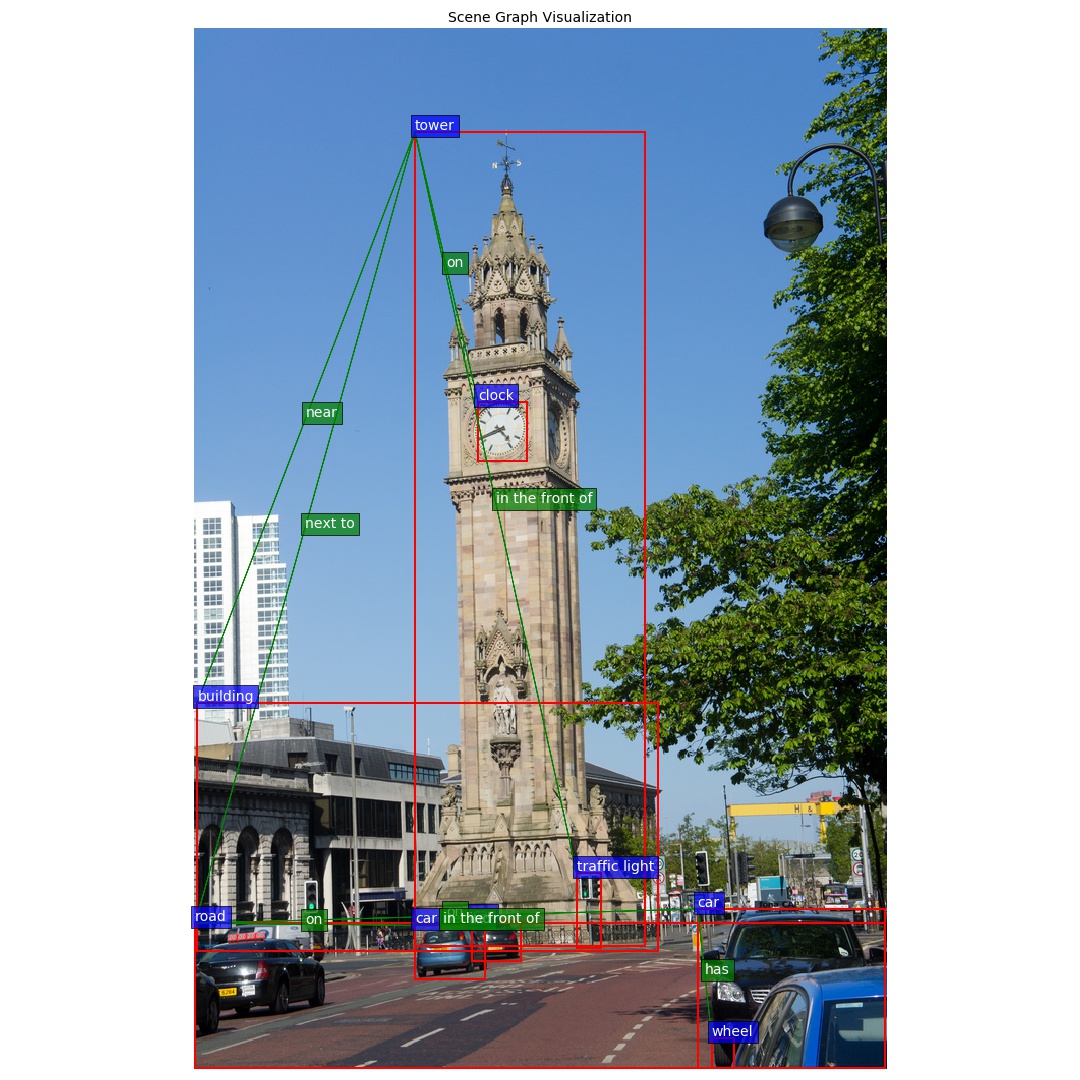 Scene Graph Visualization
tower
on
clock
near
in the front of
next to
building
traffic light
car
road
on
car
in the front of
has
wheel
N
S
H &